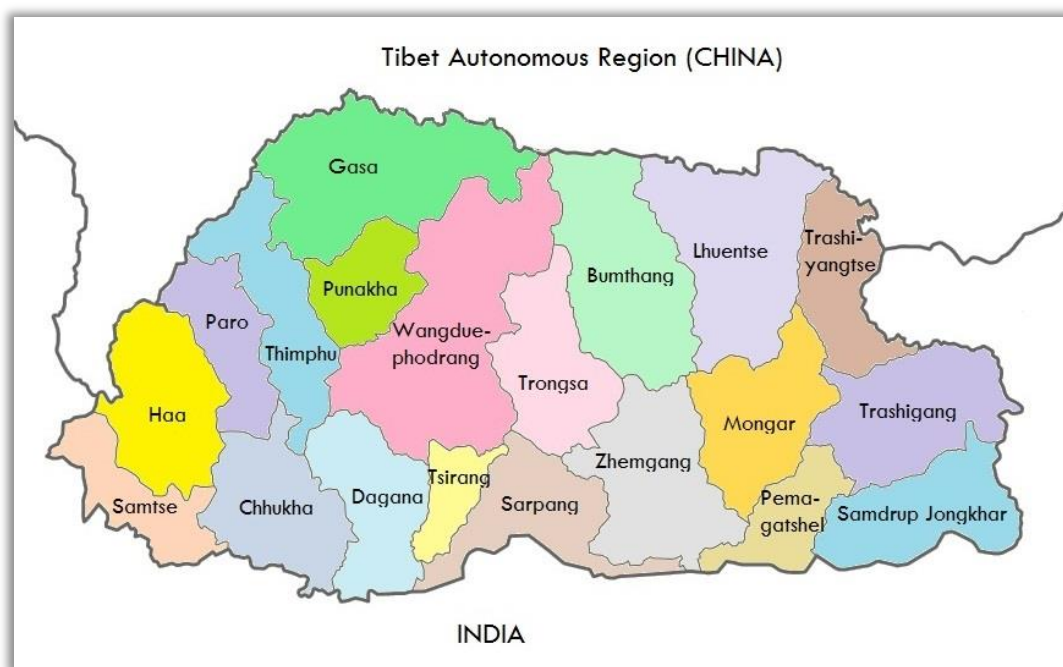 Tibet Autonomous Region (CHINA)
Gasa
Trashi-
yangtse
Lhuentse
Bumthang
Punakha
Paro
Thimphu
Wangdue-
phodrang
Trongsa
Haa
Mongar
Trashigang
Zhemgang
Tsirang
Dagana
Sarpang
Pema-
gatshel
Samtse
Chhukha
Samdrup Jongkhar
INDIA